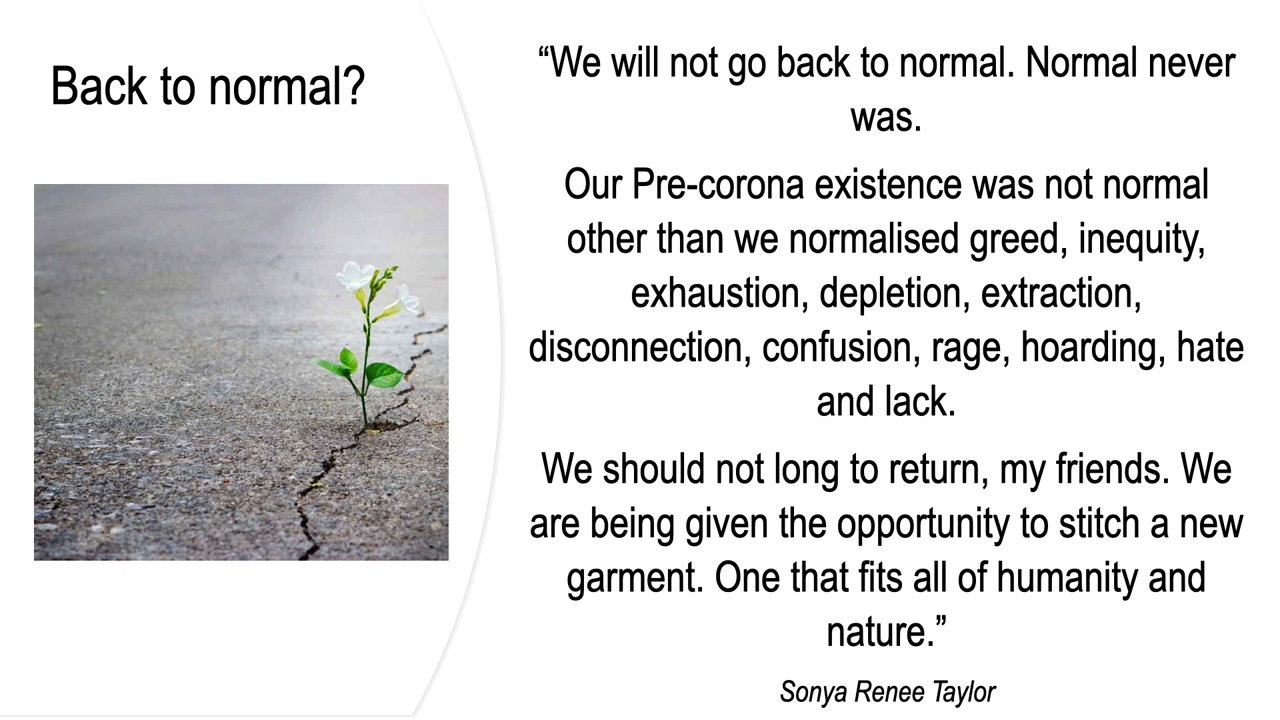 Back to normal?
“We will not go back to normal. Normal never
was.
Our Pre-corona existence was not normal
other than we normalised greed, inequity,
exhaustion, depletion, extraction,
disconnection, confusion, rage, hoarding, hate
and lack.
We should not long to return, my friends. We
are being given the opportunity to stitch a new
garment. One that fits all of humanity and
nature.”
Sonya Renee Taylor